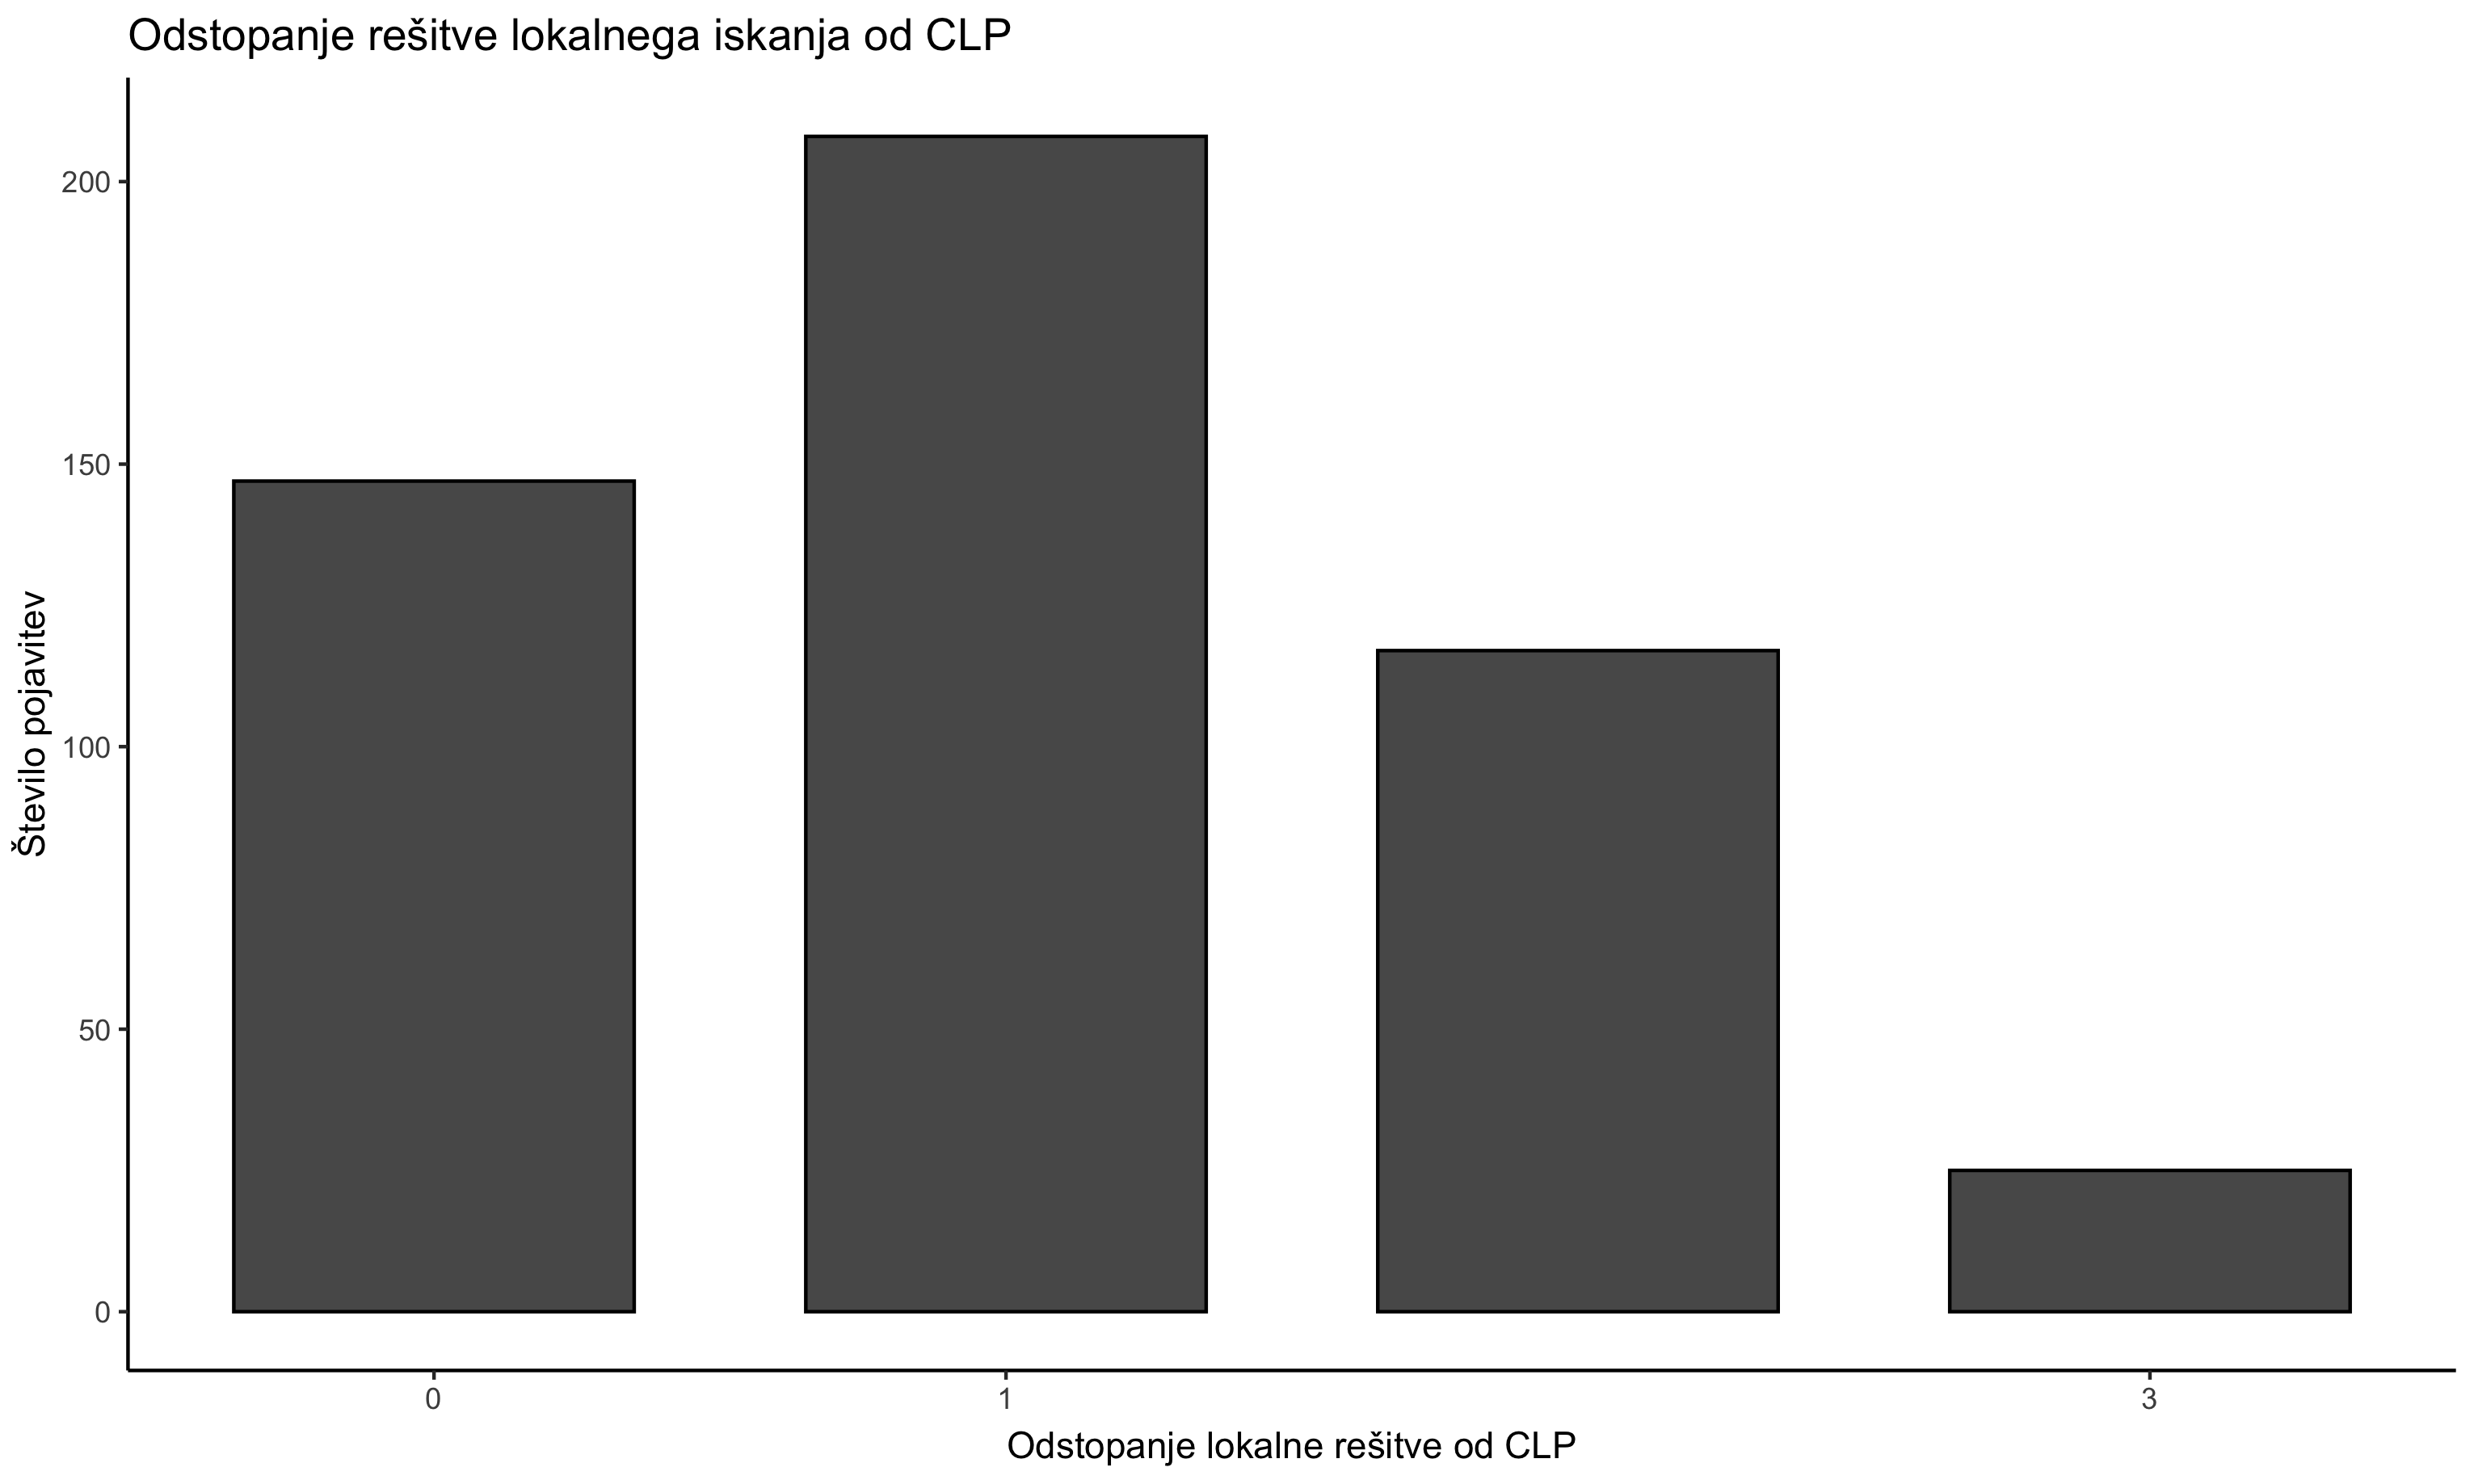 Odstopanje rešitve lokalnega iskanja od CLP
Število pojavitev
200
150
100
50
0
0 1 3
Odstopanje lokalne rešitve od CLP